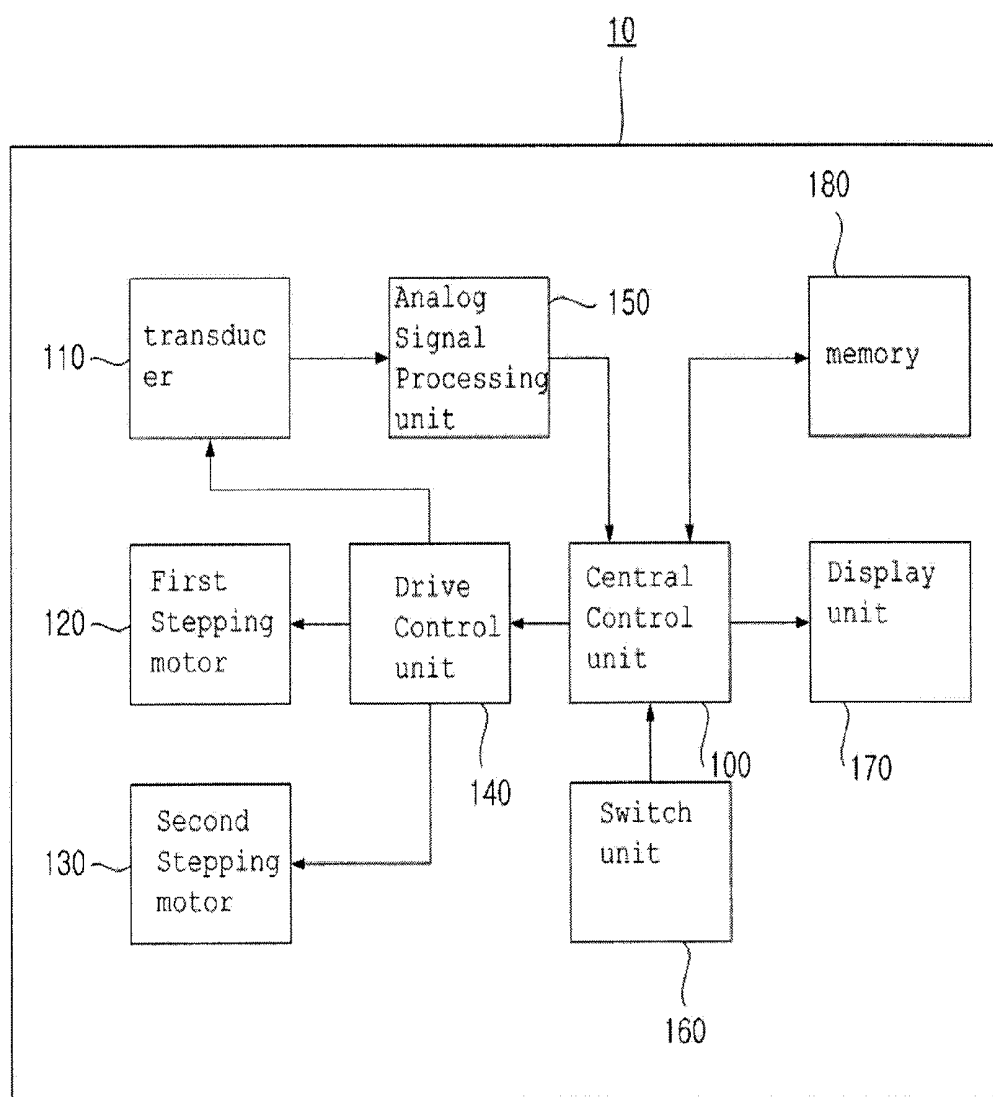 10
180
150
110
transduc
er
Analog
Signal
Processing
unit
memory
120
First
Stepping
motor
Drive
Control
unit
Central
Control
unit
Display
unit
140
100
170
130
Second
Stepping
motor
Switch
unit
160